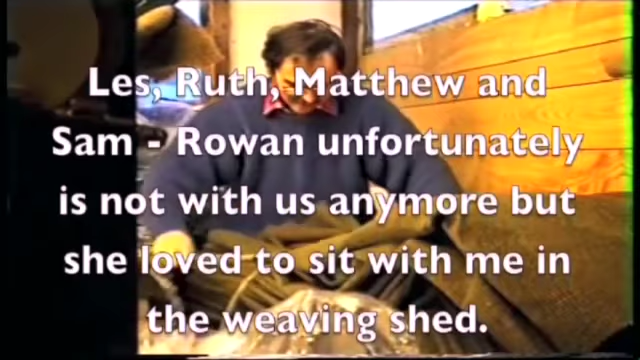 Les, Ruth, Matthew and
Sam - Rowan unfortunately
is not with us anymore but
she loved to sit with me in
the weaving shed.